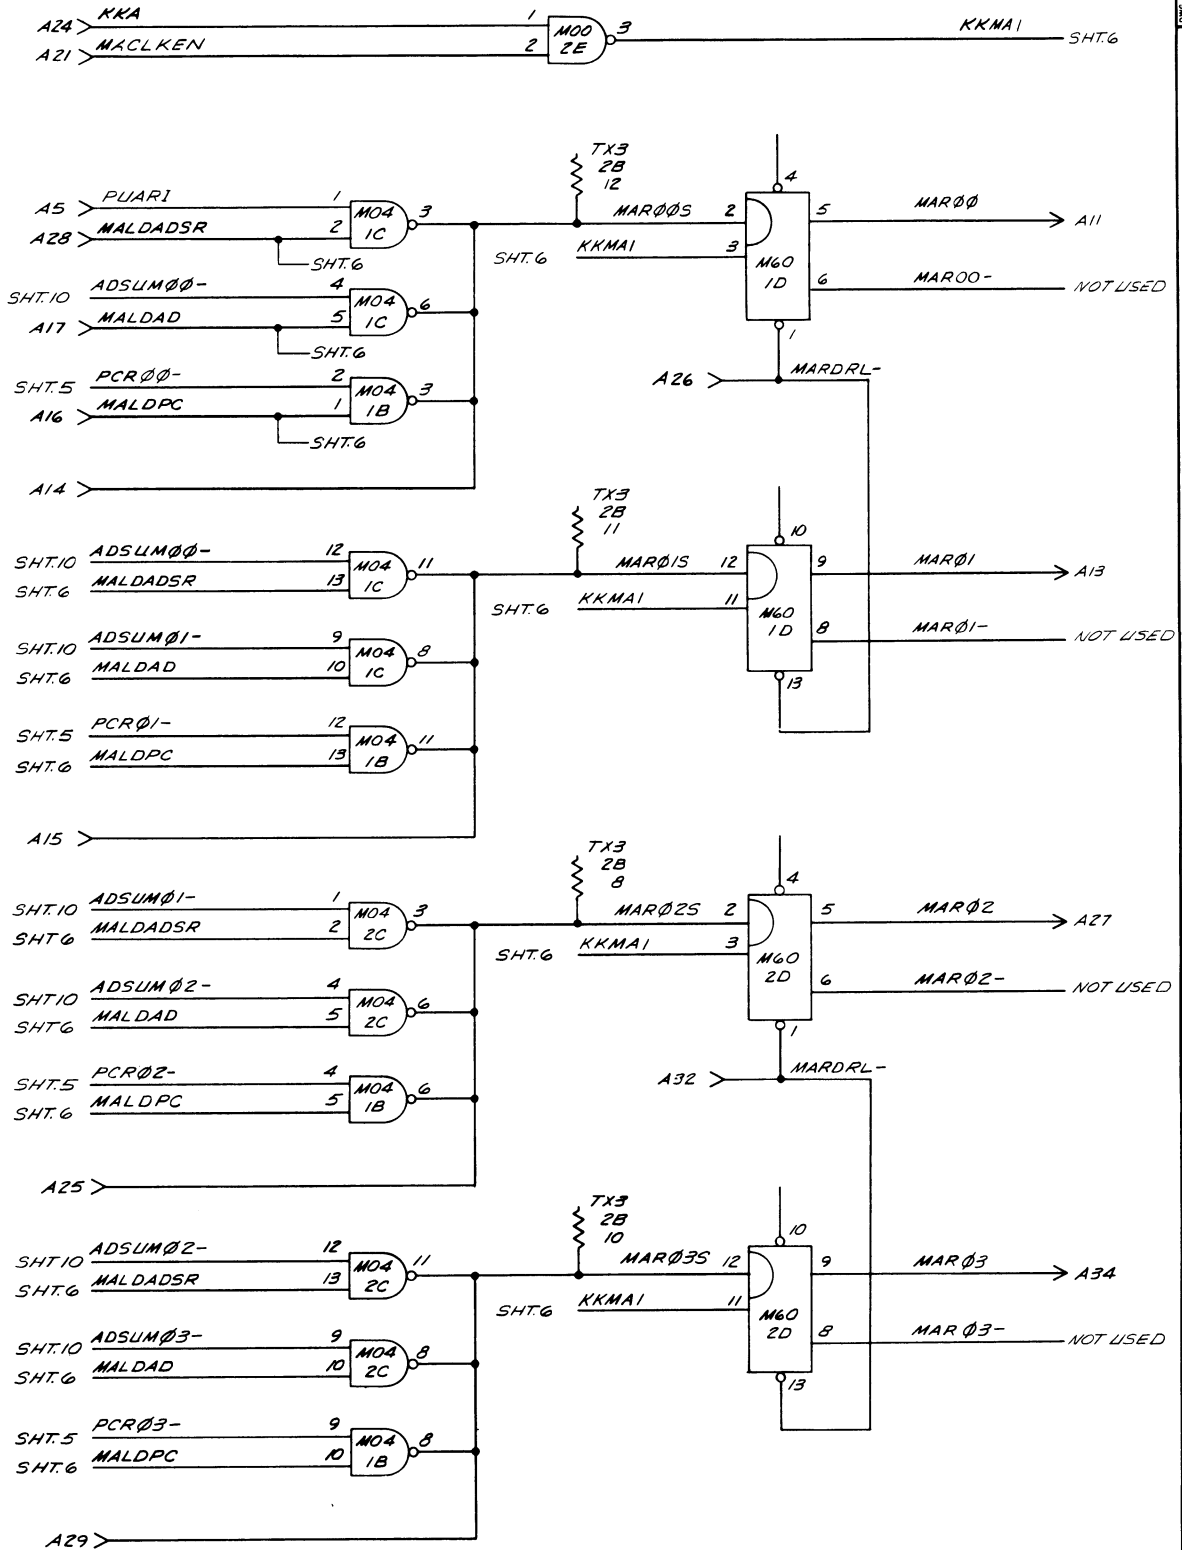 A24 KKA 1 M00 2E 3 KKMA1 SHT.6
A21 MACLKEN 2
TX3
2B
12
A5 PUARI 1 M04 1C 3 MARØØS 2 4 5 MARØØ A11
A28 MALDADSR 2 SHT.6 KKMA1 3 M60 1D
SHT.6
SHT.10 ADSUMØØ- 4 M04 1C 6 6 MAR00- NOT USED
A17 MALDAD 5 1
SHT.6
SHT.5 PCRØØ- 2 M04 1B 3 A26 MARDRL-
A16 MALDPC 1
SHT.6
A14
TX3
2B
11
SHT.10 ADSUMØØ- 12 M04 1C 11 MARØ1S 12 10 9 MARØ1 A13
SHT.6 MALDADSR 13 SHT.6 KKMA1 11 M60 1D
SHT.10 ADSUMØ1- 9 M04 1C 8 8 MARØ1- NOT USED
SHT.6 MALDAD 10 13
SHT.5 PCRØ1- 12 M04 1B 11
SHT.6 MALDPC 13
A15
TX3
2B
8
SHT.10 ADSUMØ1- 1 M04 2C 3 MARØ2S 2 4 5 MARØ2 A27
SHT 6 MALDADSR 2 SHT.6 KKMA1 3 M60 2D
SHT 10 ADSUMØ2- 4 M04 2C 6 6 MARØ2- NOT USED
SHT 6 MALDAD 5 1
SHT.5 PCRØ2- 4 M04 1B 6 A32 MARDRL-
SHT. 6 MALDPC 5
A25
TX3
2B
10
SHT 10 ADSUMØ2- 12 M04 2C 11 MARØ3S 12 10 9 MARØ3 A34
SHT.6 MALDADSR 13 SHT.6 KKMA1 11 M60 2D
SHT.10 ADSUMØ3- 9 M04 2C 8 8 MARØ3- NOT USED
SHT.6 MALDAD 10 13
SHT.5 PCRØ3- 9 M04 1B 8
SHT.6 MALDPC 10
A29